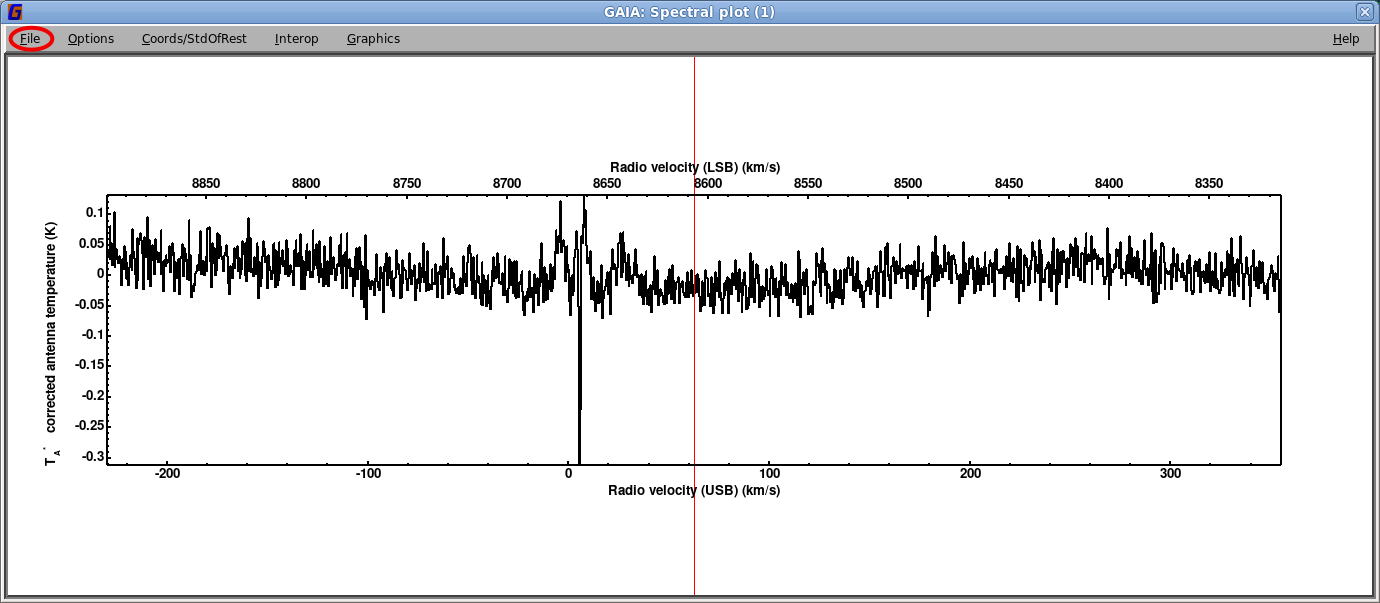 GAIA: Spectral plot (1)
File Options Coords/StdOfRest Interop Graphics Help
Radio velocity (LSB) (km/s)
8850 8800 8750 8700 8650 8600 8550 8500 8450 8400 8350
T_A^* corrected antenna temperature (K)
0.1
0.05
0
-0.05
-0.1
-0.15
-0.2
-0.25
-0.3
-200 -100 0 100 200 300
Radio velocity (USB) (km/s)